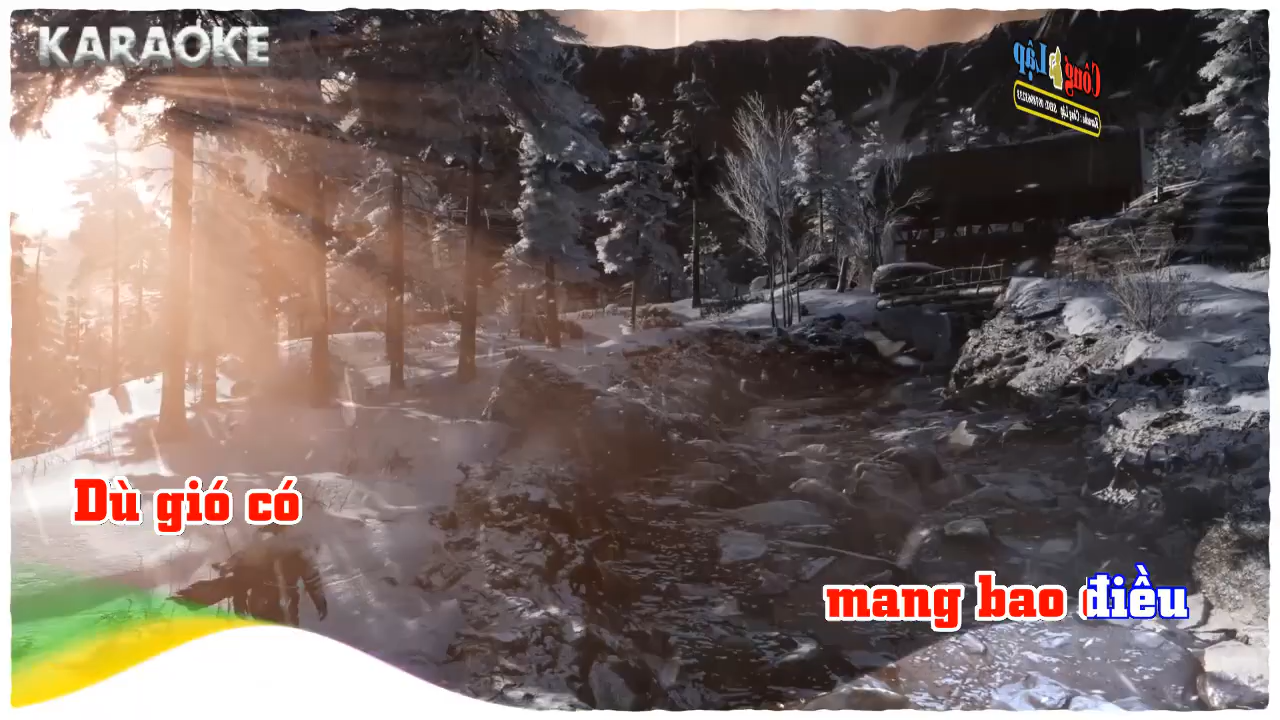 KARAOKE
Công Lập
Dù gió có
mang bao điều